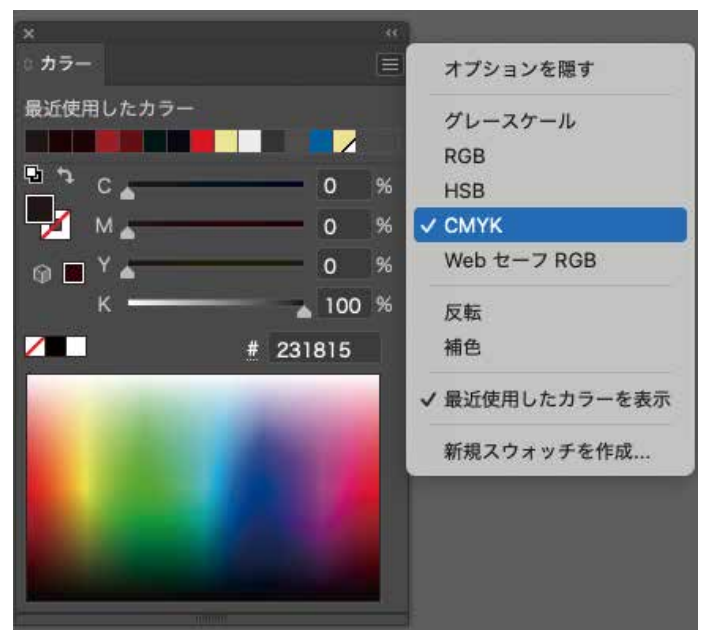 カラー
最近使用したカラー
C 0 %
M 0 %
Y 0 %
K 100 %
# 231815
オプションを隠す
グレースケール
RGB
HSB
✓ CMYK
Web セーフ RGB
反転
補色
✓ 最近使用したカラーを表示
新規スウォッチを作成...